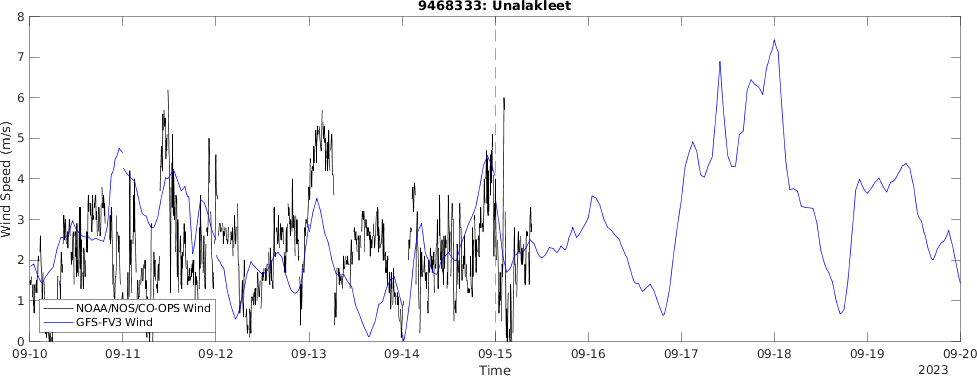 9468333: Unalakleet
8
7
6
5
4
3
2
1
0
Wind Speed (m/s)
NOAA/NOS/CO-OPS Wind
GFS-FV3 Wind
09-10 09-11 09-12 09-13 09-14 09-15 09-16 09-17 09-18 09-19 09-20
Time
2023